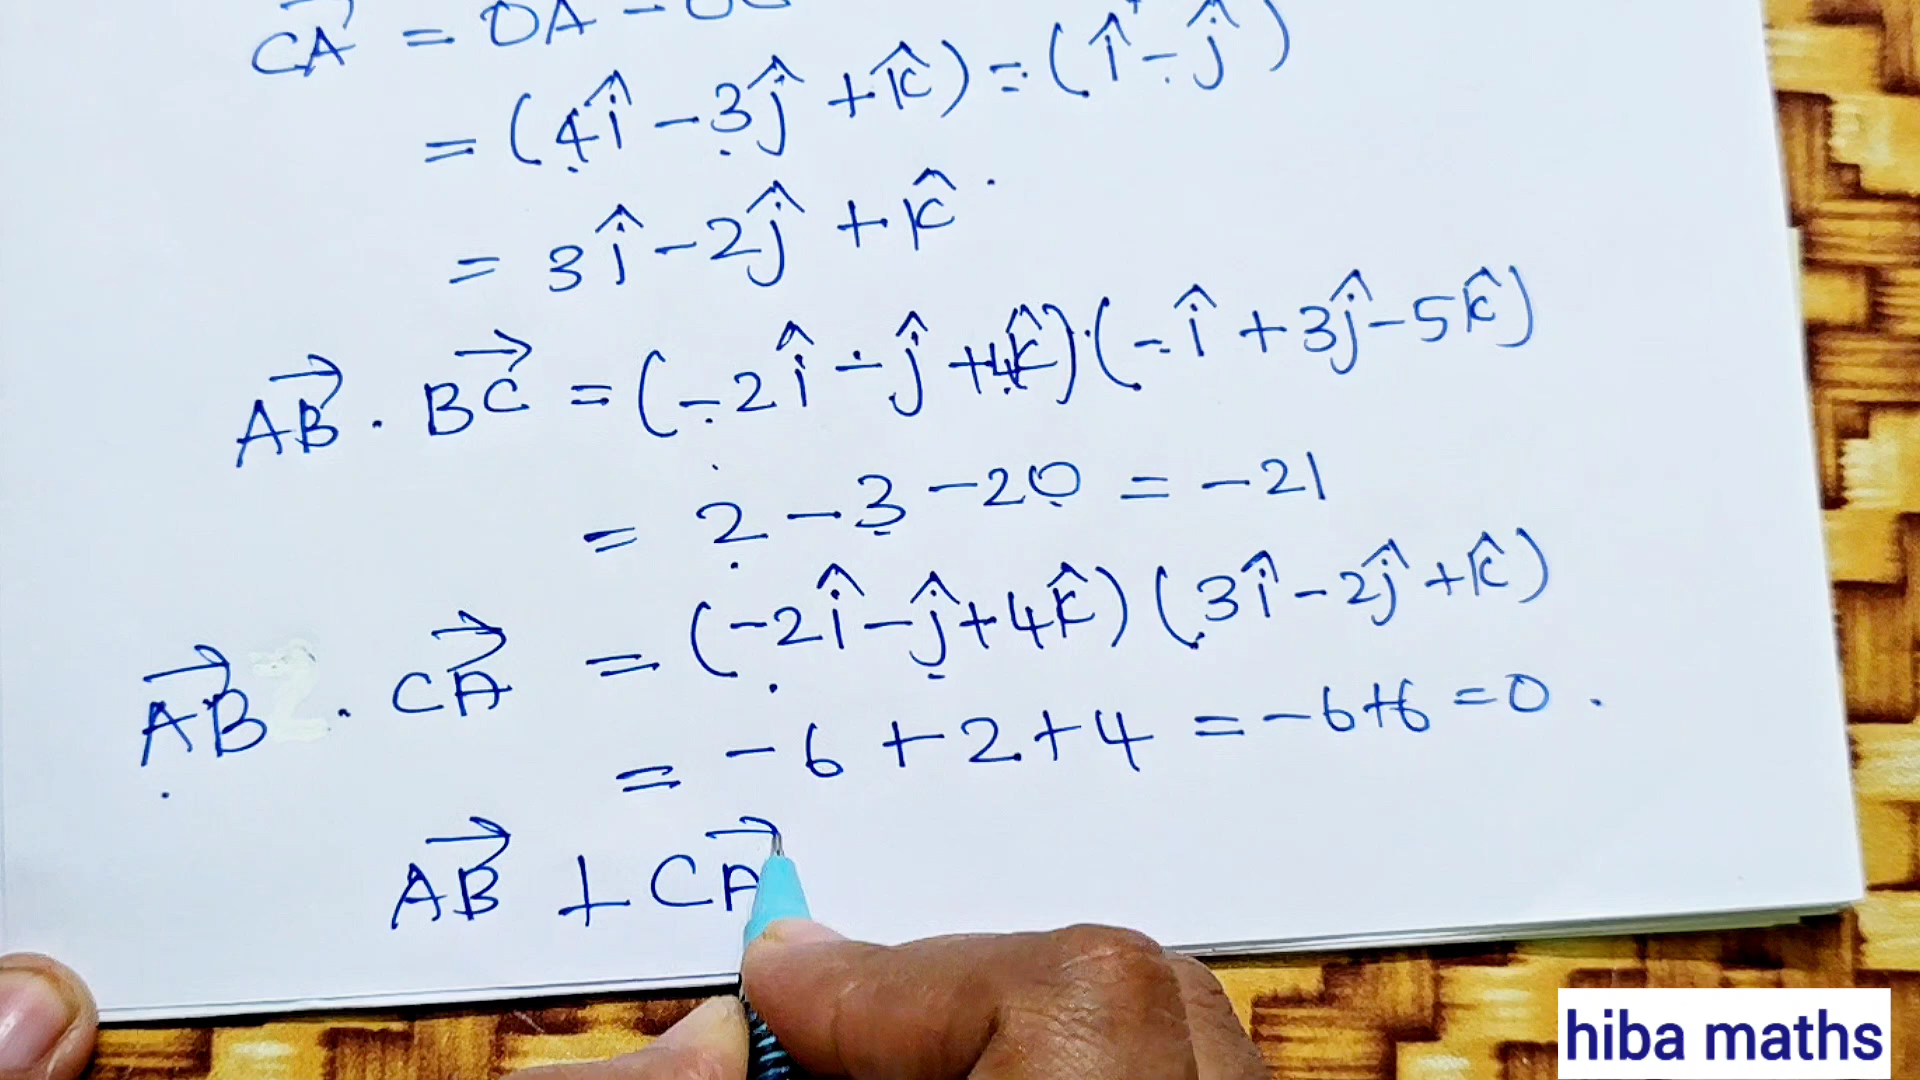 CA = OA - OC
= (4î - 3ĵ + k̂) - (î - ĵ)
= 3î - 2ĵ + k̂
AB . BC = (-2î - ĵ + 4k̂) . (-î + 3ĵ - 5k̂)
= 2 - 3 - 20 = -21
AB . CA = (-2î - ĵ + 4k̂) (3î - 2ĵ + k̂)
= -6 + 2 + 4 = -6+6 = 0 .
AB ⊥ CA
hiba maths